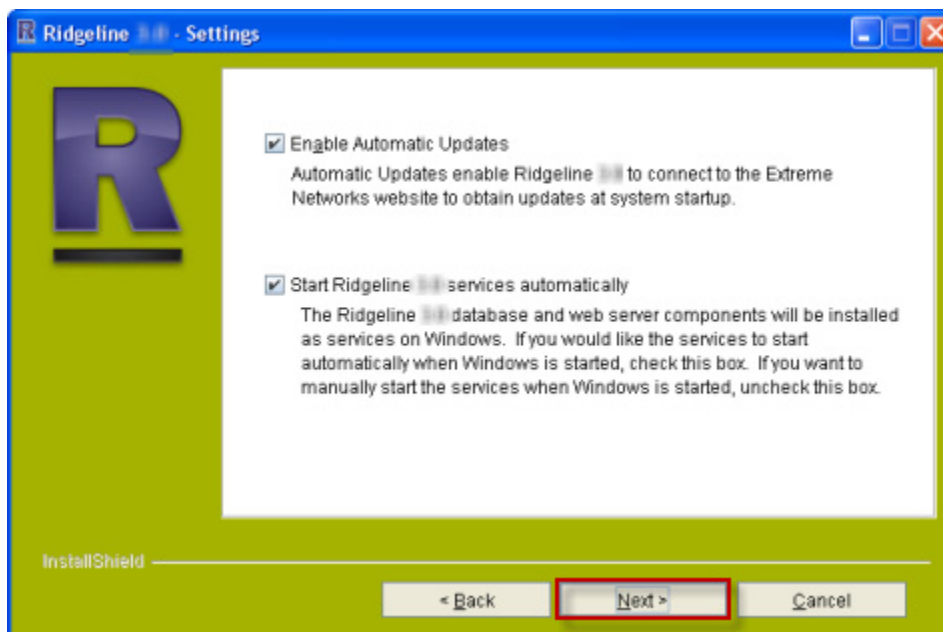 Ridgeline - Settings
R
Enable Automatic Updates
Automatic Updates enable Ridgeline to connect to the Extreme
Networks website to obtain updates at system startup.
Start Ridgeline services automatically
The Ridgeline database and web server components will be installed
as services on Windows. If you would like the services to start
automatically when Windows is started, check this box. If you want to
manually start the services when Windows is started, uncheck this box.
InstallShield
< Back Next > Cancel